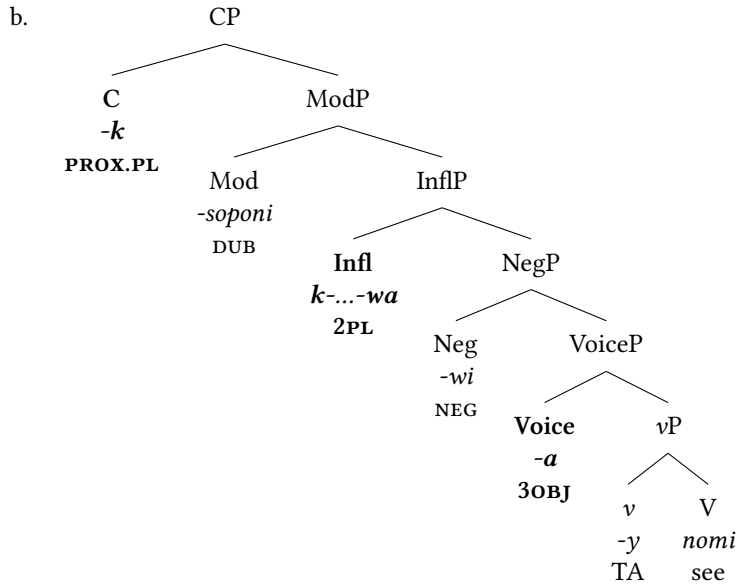 b. CP
C ModP
-k
PROX.PL Mod InflP
-soponi
DUB Infl NegP
k-...-wa
2PL Neg VoiceP
-wi
NEG Voice vP
-a
3OBJ v V
-y nomi
TA see